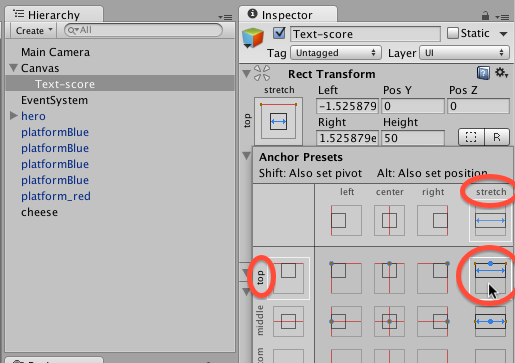 Hierarchy
Create
All
Main Camera
Canvas
Text-score
EventSystem
hero
platformBlue
platformBlue
platformBlue
platformBlue
platform_red
cheese
Inspector
Text-score
Static
Tag Untagged Layer UI
Rect Transform
stretch
top
Left Pos Y Pos Z
-1.525879 0 0
Right Height
1.525879e 50
R
Anchor Presets
Shift: Also set pivot Alt: Also set position
left center right stretch
top
middle